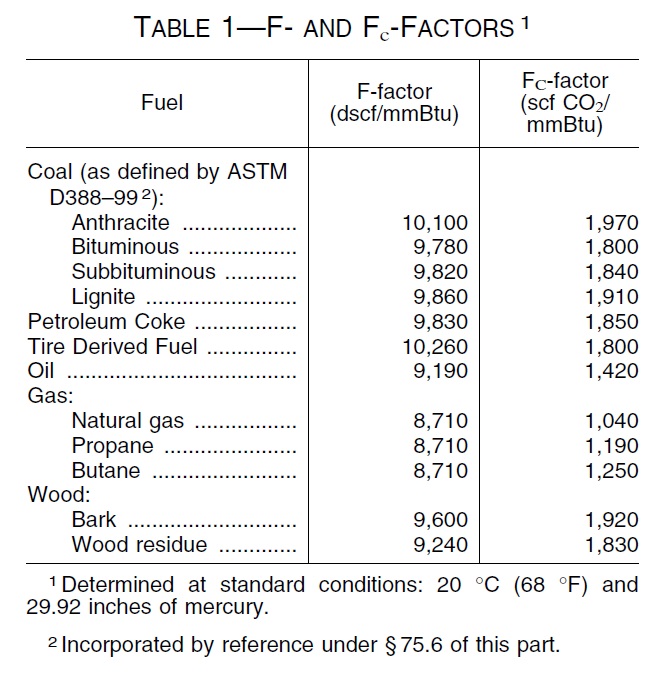 TABLE 1—F- AND Fc-FACTORS 1
Fuel F-factor (dscf/mmBtu) FC-factor (scf CO2/ mmBtu)
Coal (as defined by ASTM
D388–99 2):
Anthracite .................... 10,100 1,970
Bituminous ................... 9,780 1,800
Subbituminous ............. 9,820 1,840
Lignite .......................... 9,860 1,910
Petroleum Coke .................. 9,830 1,850
Tire Derived Fuel ................ 10,260 1,800
Oil ........................................ 9,190 1,420
Gas:
Natural gas .................. 8,710 1,040
Propane ....................... 8,710 1,190
Butane ......................... 8,710 1,250
Wood:
Bark ............................. 9,600 1,920
Wood residue .............. 9,240 1,830
1 Determined at standard conditions: 20 °C (68 °F) and
29.92 inches of mercury.
2 Incorporated by reference under § 75.6 of this part.